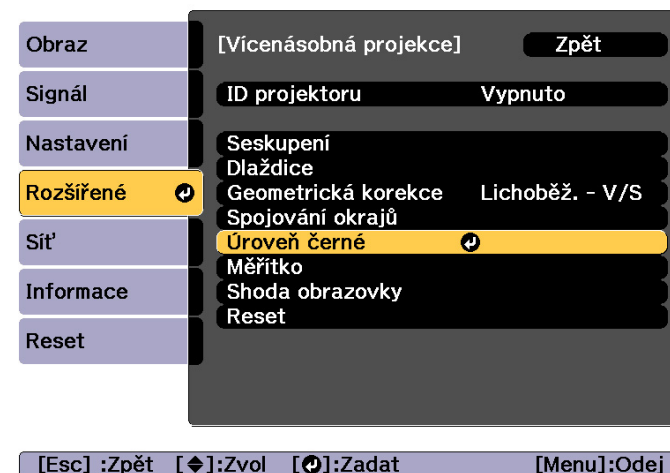 Obraz
Signál
Nastavení
Rozšířené
Síť
Informace
Reset
[Vícenásobná projekce] Zpět
ID projektoru Vypnuto
Seskupení
Dlaždice
Geometrická korekce Lichoběž. - V/S
Spojování okrajů
Úroveň černé
Měřítko
Shoda obrazovky
Reset
[Esc] :Zpět [◆]:Zvol [↵]:Zadat [Menu]:Odej